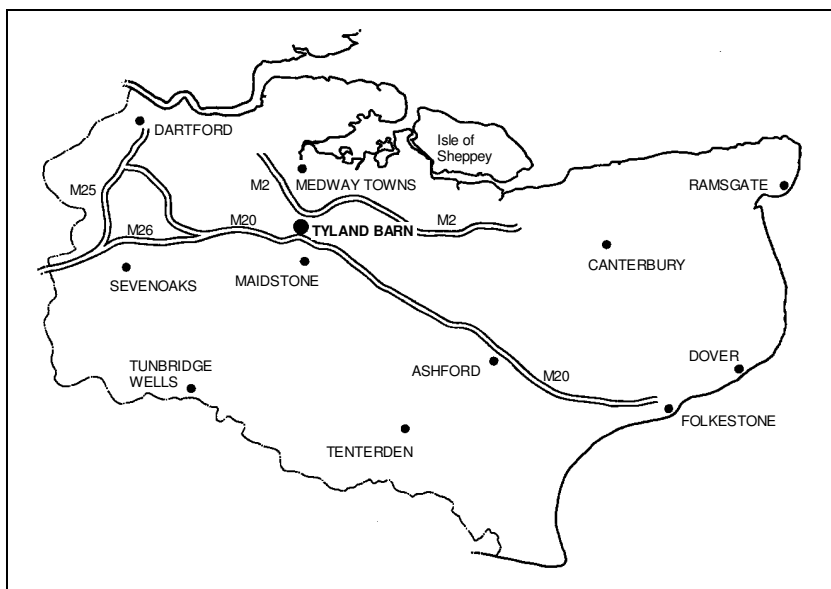 DARTFORD
Isle of
Sheppey
M25
M2
MEDWAY TOWNS
RAMSGATE
M26
M20
TYLAND BARN
M2
CANTERBURY
SEVENOAKS
MAIDSTONE
TUNBRIDGE
WELLS
ASHFORD
M20
DOVER
FOLKESTONE
TENTERDEN